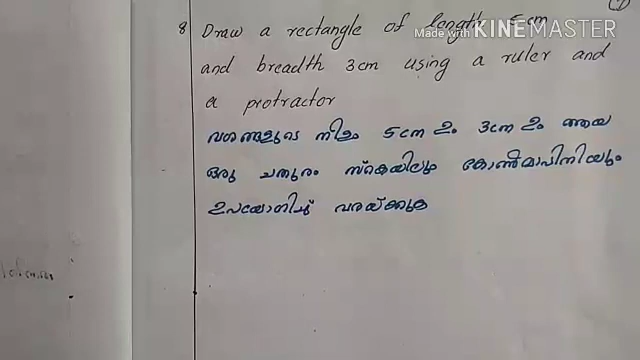 8 Draw a rectangle of length 5cm
Made with KINEMASTER
and breadth 3cm using a ruler and
a protractor
വശങ്ങളുടെ നീളം 5cm ഉം 3cm ഉം ആയ
ഒരു ചതുരം സ്കെയിലും കോൺമാപിനിയും
ഉപയോഗിച്ച് വരയ്ക്കുക